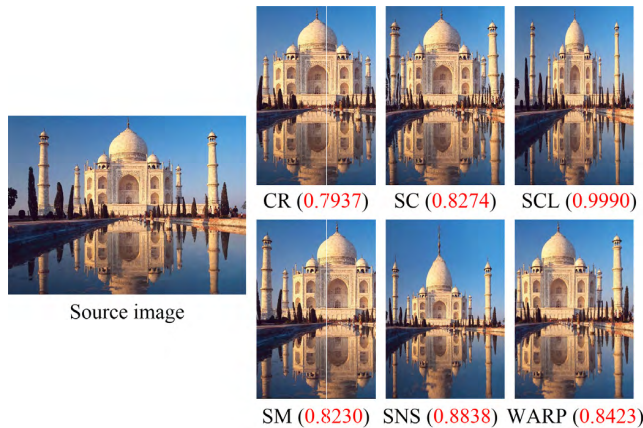 CR (0.7937)
SC (0.8274)
SCL (0.9990)
Source image
SM (0.8230)
SNS (0.8838)
WARP (0.8423)